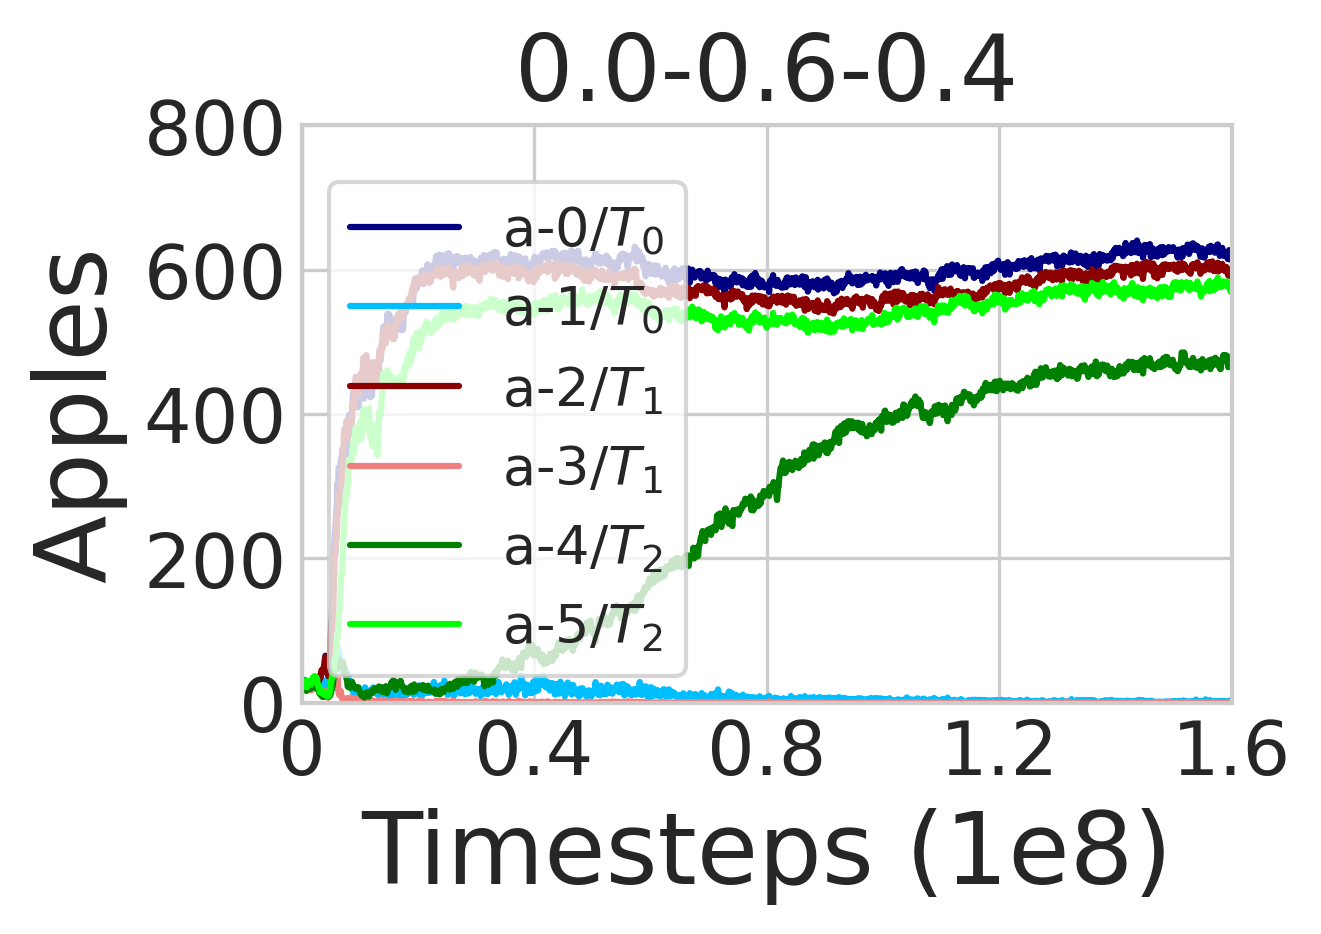 0.0-0.6-0.4
800
600
400
200
0
Apples
a-0/T₀
a-1/T₀
a-2/T₁
a-3/T₁
a-4/T₂
a-5/T₂
0 0.4 0.8 1.2 1.6
Timesteps (1e8)